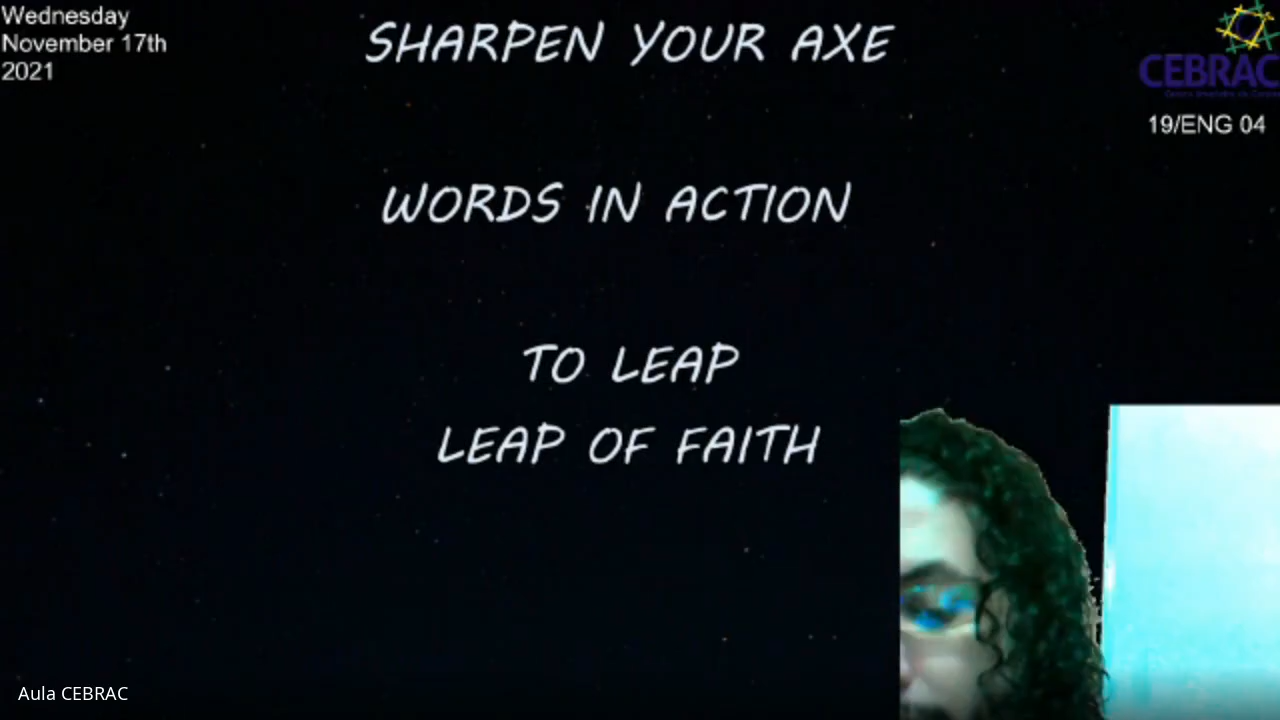 Wednesday
November 17th
2021
SHARPEN YOUR AXE
CEBRAC
19/ENG 04
WORDS IN ACTION
TO LEAP
LEAP OF FAITH
Aula CEBRAC